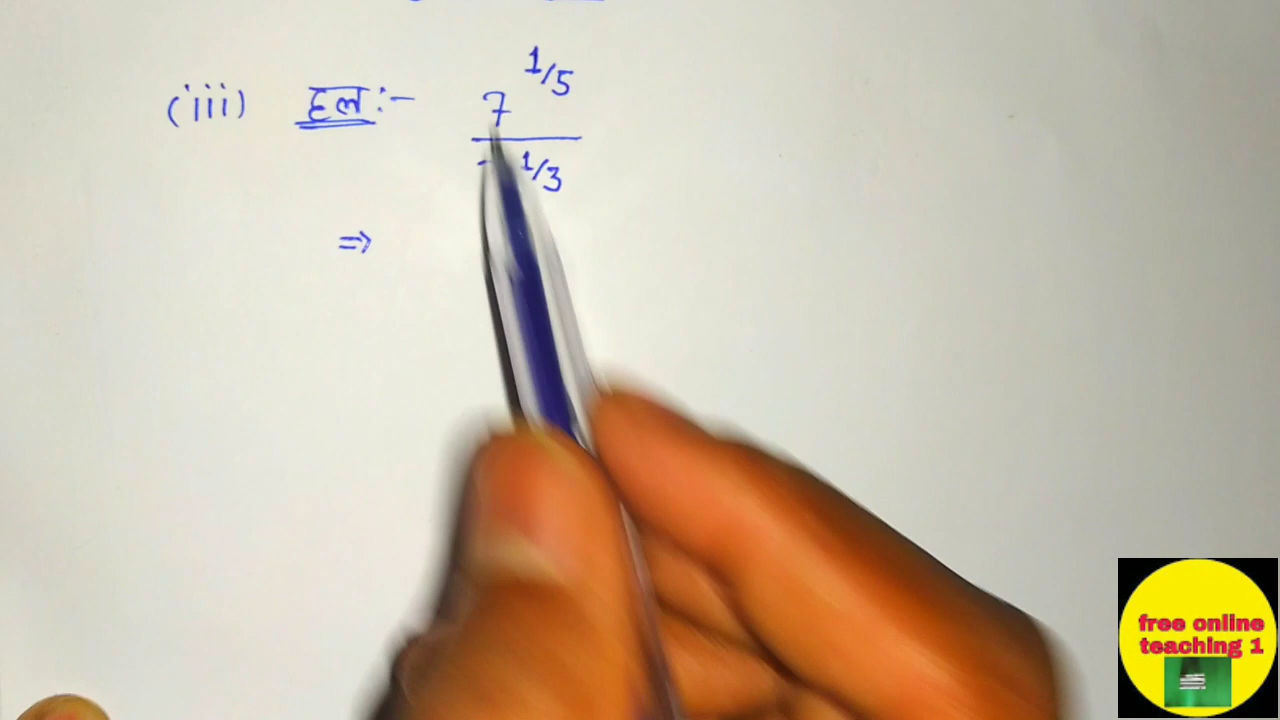 (iii) हल :- 7^1/5
1/3
⇒
free online
teaching 1